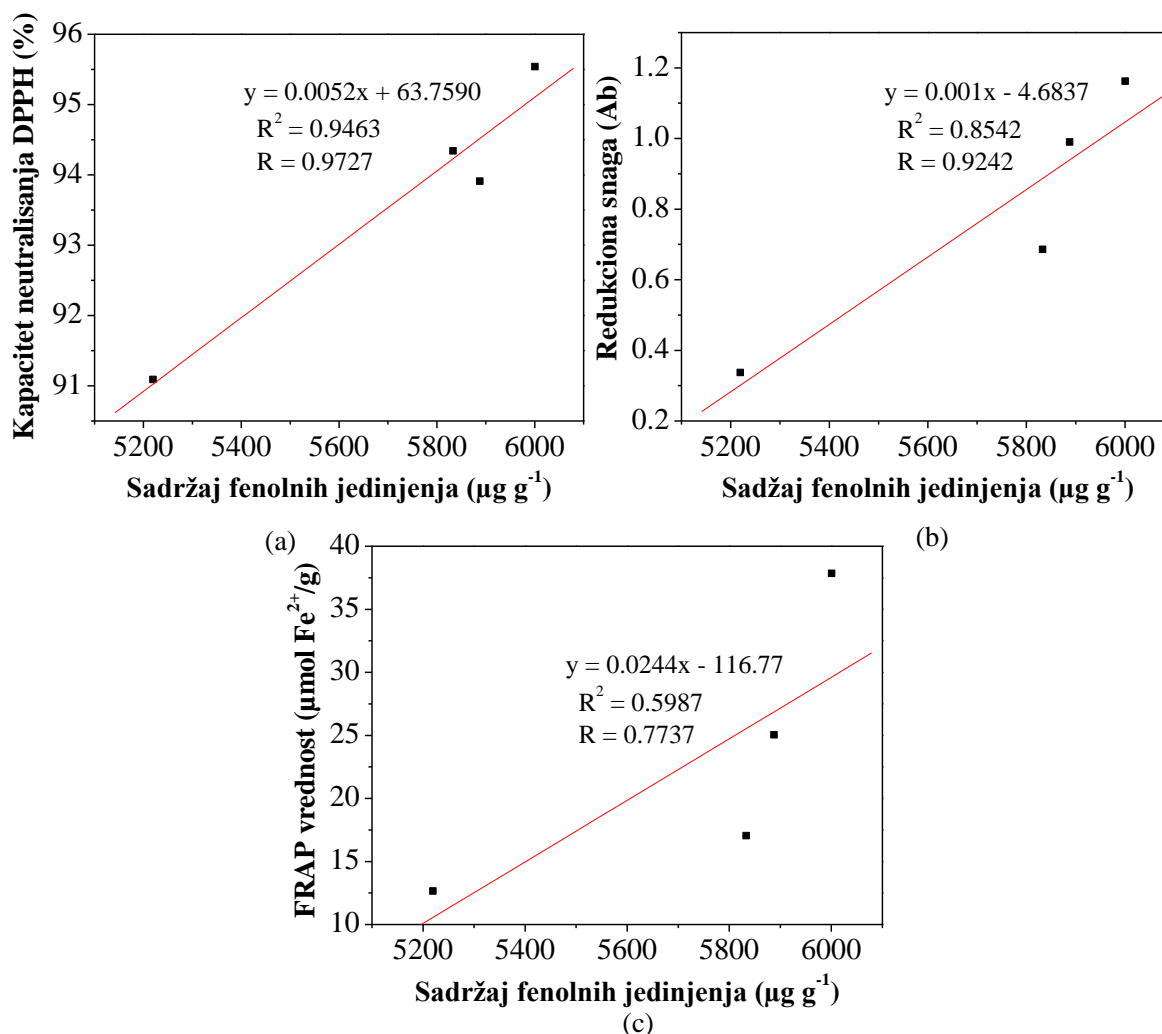 Kapacitet neutralisanja DPPH (%)
96
95
94
93
92
91
y = 0.0052x + 63.7590
R² = 0.9463
R = 0.9727
5200 5400 5600 5800 6000
Sadržaj fenolnih jedinjenja (µg g⁻¹)
(a)
Redukciona snaga (Ab)
1.2
1.0
0.8
0.6
0.4
0.2
y = 0.001x - 4.6837
R² = 0.8542
R = 0.9242
5200 5400 5600 5800 6000
Sadžaj fenolnih jedinjenja (µg g⁻¹)
(b)
FRAP vrednost (µmol Fe²⁺/g)
40
35
30
25
20
15
10
y = 0.0244x - 116.77
R² = 0.5987
R = 0.7737
5200 5400 5600 5800 6000
Sadržaj fenolnih jedinjenja (µg g⁻¹)
(c)